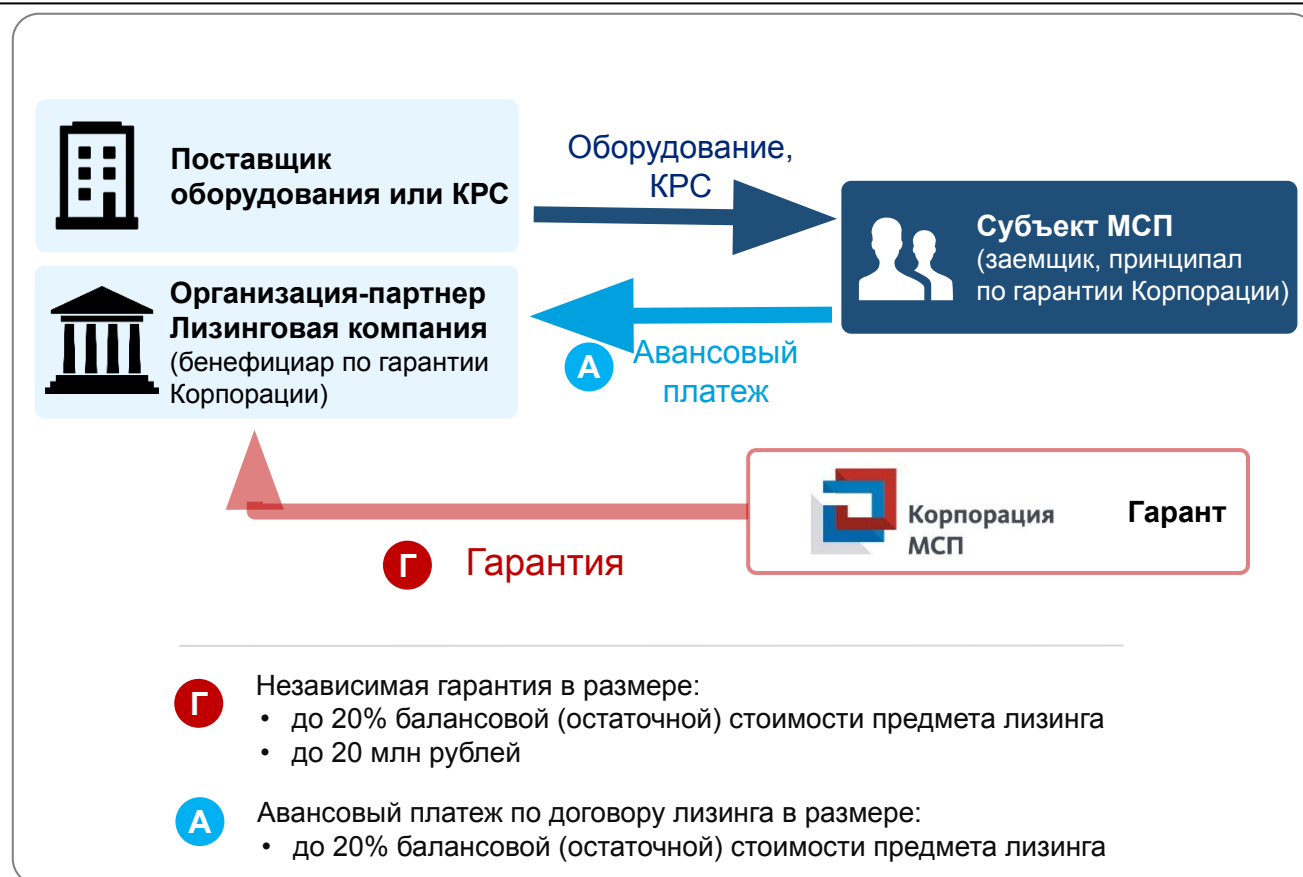 Поставщик
оборудования или КРС
Оборудование,
КРС
Субъект МСП
(заемщик, принципал
по гарантии Корпорации)
Организация-партнер
Лизинговая компания
(бенефициар по гарантии
Корпорации)
А
Авансовый
платеж
Корпорация
МСП
Гарант
Г
Гарантия
Г
Независимая гарантия в размере:
• до 20% балансовой (остаточной) стоимости предмета лизинга
• до 20 млн рублей
А
Авансовый платеж по договору лизинга в размере:
• до 20% балансовой (остаточной) стоимости предмета лизинга